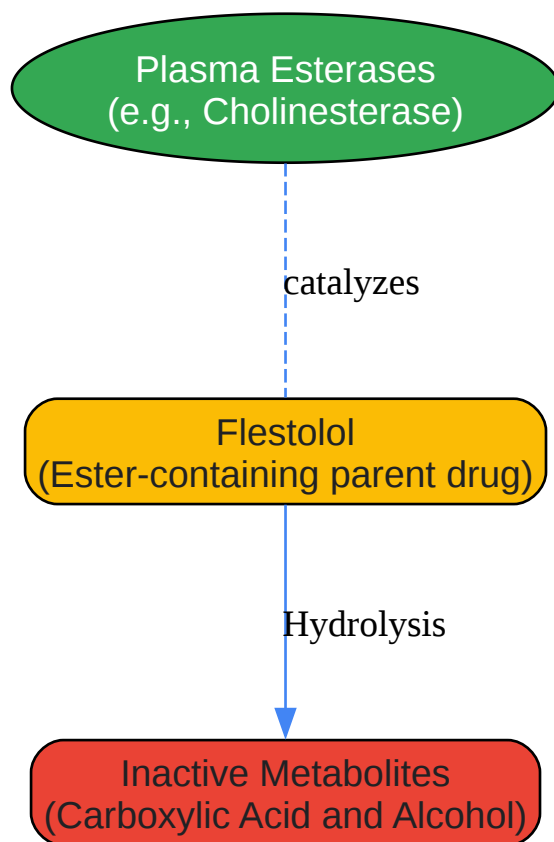 Plasma Esterases
(e.g., Cholinesterase)
catalyzes
Flestolol
(Ester-containing parent drug)
Hydrolysis
Inactive Metabolites
(Carboxylic Acid and Alcohol)